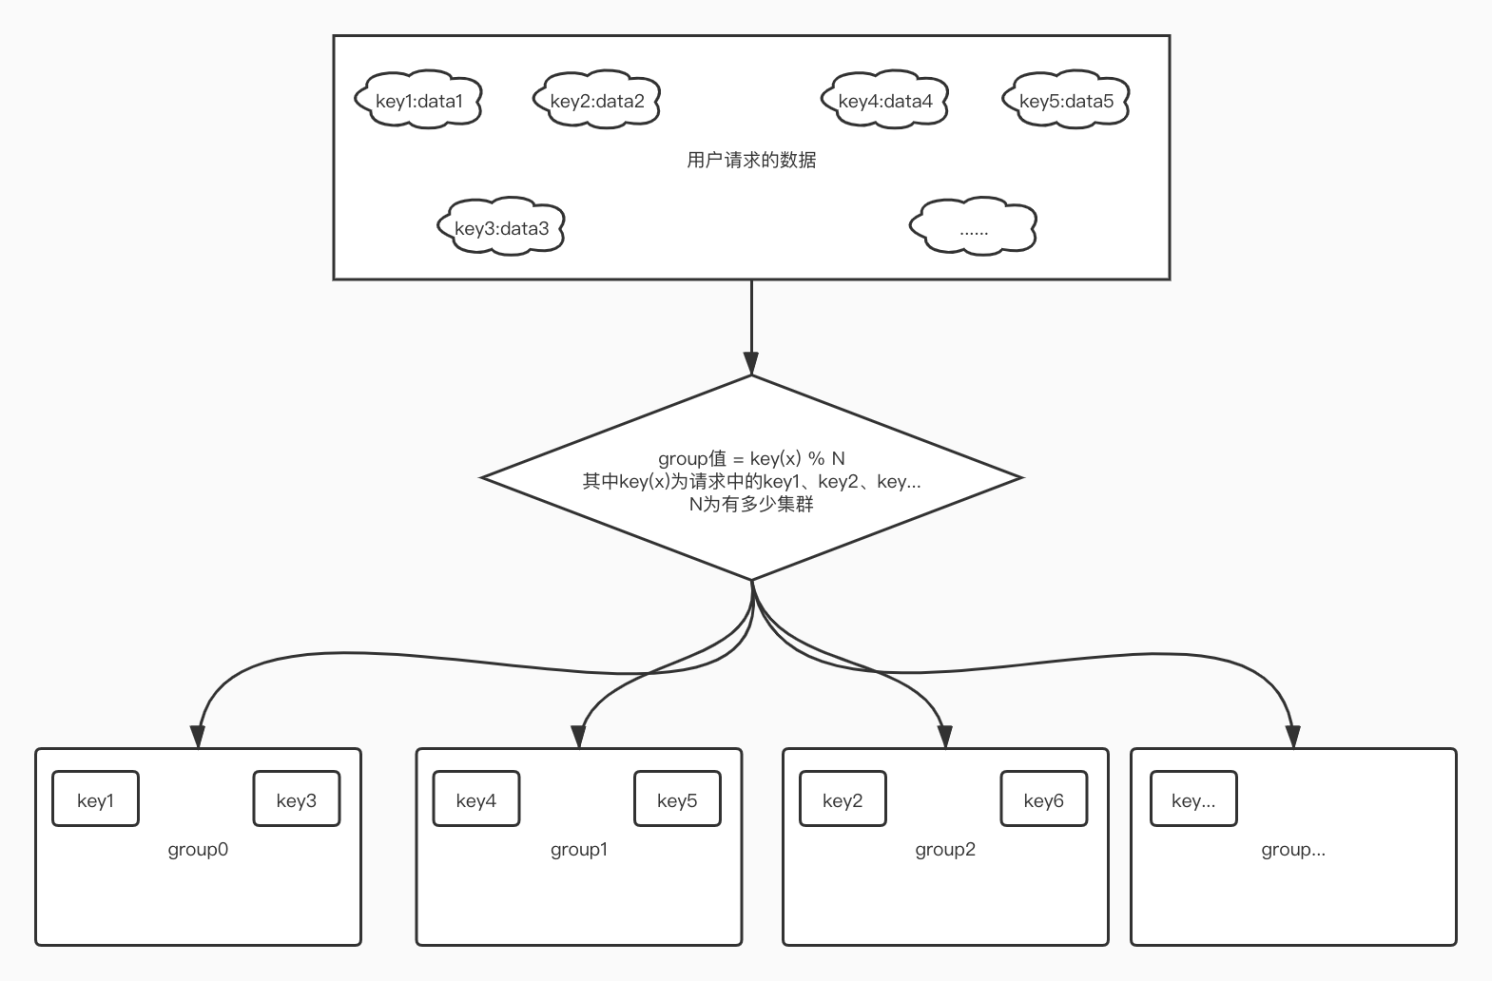 key1:data1
key2:data2
key4:data4
key5:data5
用户请求的数据
key3:data3
......
group值 = key(x) % N
其中key(x)为请求中的key1、key2、key...
N为有多少集群
key1
key3
group0
key4
key5
group1
key2
key6
group2
key...
group...